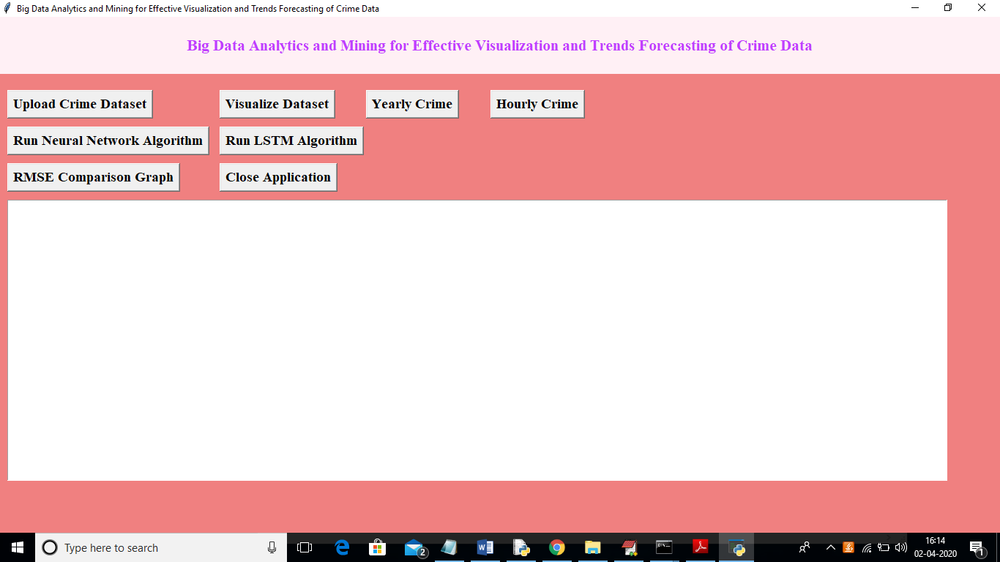 Big Data Analytics and Mining for Effective Visualization and Trends Forecasting of Crime Data
Big Data Analytics and Mining for Effective Visualization and Trends Forecasting of Crime Data
Upload Crime Dataset Visualize Dataset Yearly Crime Hourly Crime
Run Neural Network Algorithm Run LSTM Algorithm
RMSE Comparison Graph Close Application
Type here to search 2 16:14 1
02-04-2020